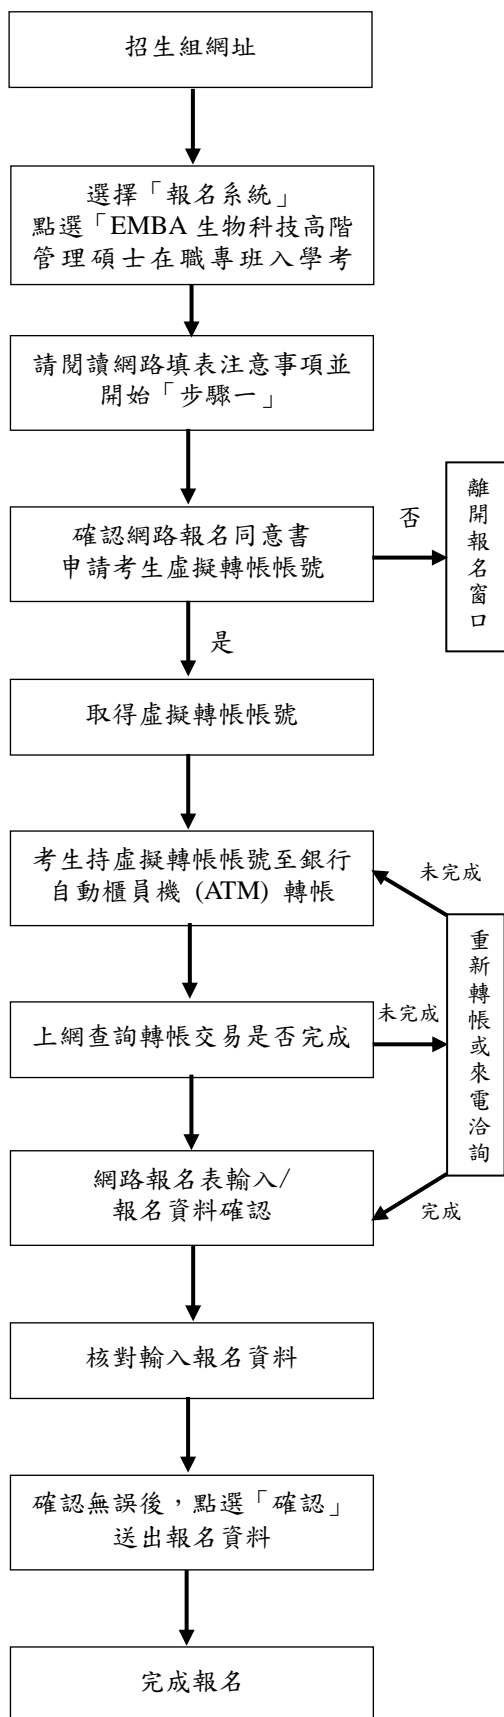 招生組網址
選擇「報名系統」
點選「EMBA 生物科技高階
管理碩士在職專班入學考
請閱讀網路填表注意事項並
開始「步驟一」
確認網路報名同意書
申請考生虛擬轉帳帳號
否
離開報名窗口
是
取得虛擬轉帳帳號
考生持虛擬轉帳帳號至銀行
自動櫃員機 (ATM) 轉帳
未完成
重新轉帳或來電洽詢
上網查詢轉帳交易是否完成
未完成
網路報名表輸入/
報名資料確認
完成
核對輸入報名資料
確認無誤後，點選「確認」
送出報名資料
完成報名